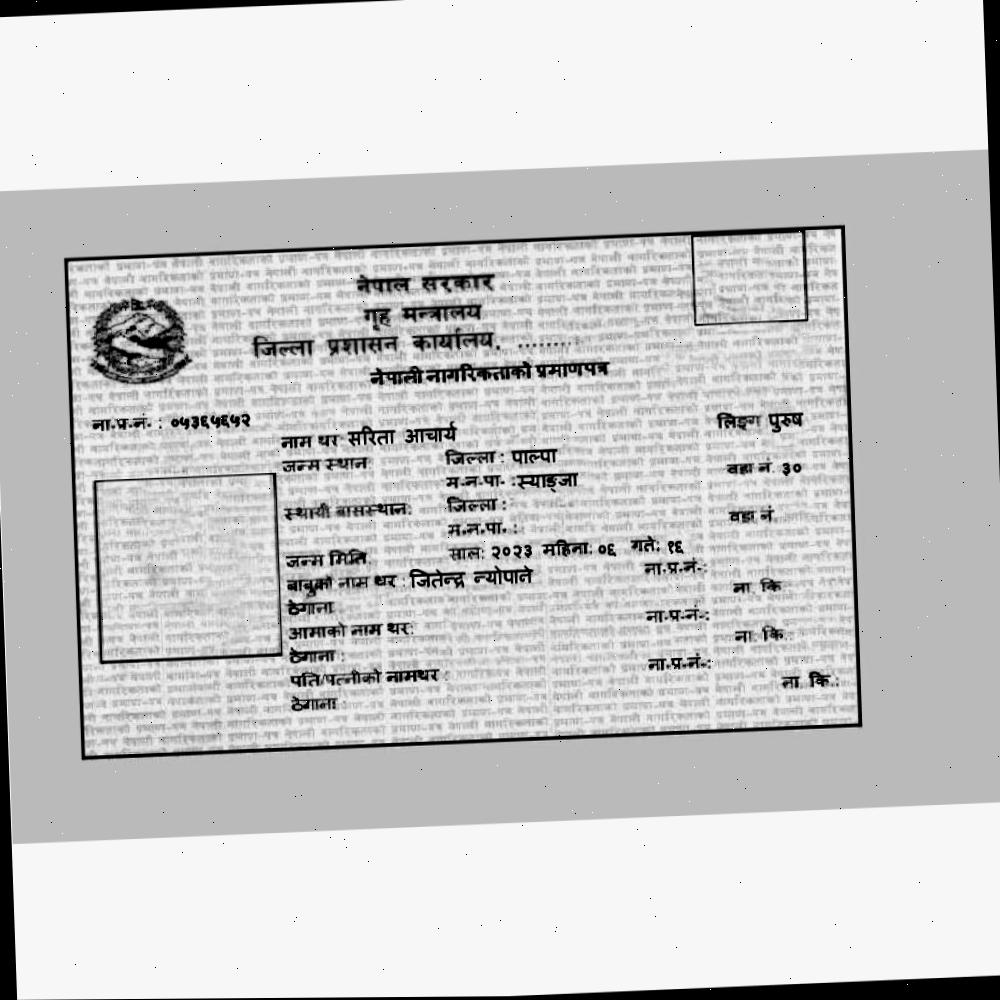 नेपाल सरकार
गृह मन्त्रालय
जिल्ला प्रशासन कार्यालय. ........
नेपाली नागरिकताको प्रमाणपत्र
ना.प्र.नं. : ०५३६५६५२
नाम थर सरिता आचार्य लिङ्ग पुरुष
जन्म स्थान जिल्ला : पाल्पा
म.न.पा. :स्याङ्जा वडा नं. ३०
स्थायी बासस्थान: जिल्ला :
म.न.पा. : वडा नं
जन्म मिति साल: २०२३ महिना: ०६ गते: १६
बाबुको नाम थर : जितेन्द्र न्योपाने ना.प्र.नं.:
ठेगाना ना. कि
आमाको नाम थर: ना.प्र.नं.:
ठेगाना : ना. कि.:
पति/पत्नीको नामथर : ना.प्र.नं.:
ठेगाना : ना. कि.: